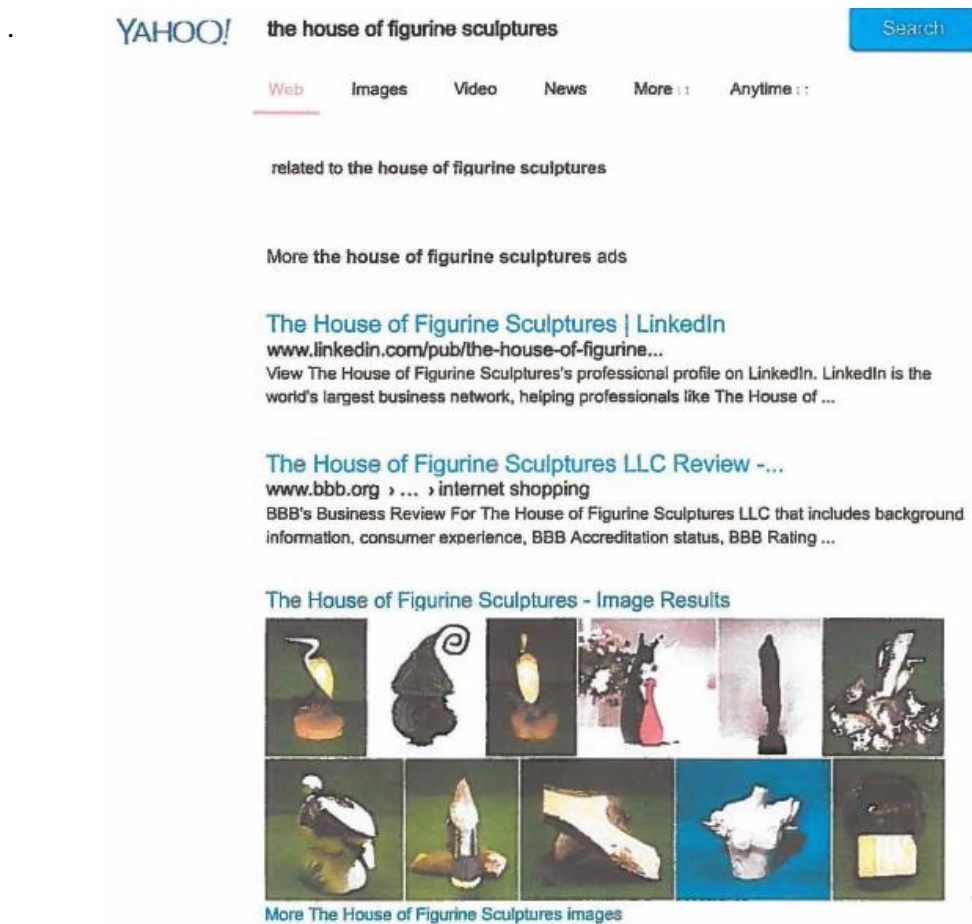 YAHOO! the house of figurine sculptures Search
Web Images Video News More Anytime
related to the house of figurine sculptures
More the house of figurine sculptures ads
The House of Figurine Sculptures | LinkedIn
www.linkedin.com/pub/the-house-of-figurine...
View The House of Figurine Sculptures's professional profile on LinkedIn. LinkedIn is the
world's largest business network, helping professionals like The House of ...
The House of Figurine Sculptures LLC Review -...
www.bbb.org › ... › internet shopping
BBB's Business Review For The House of Figurine Sculptures LLC that includes background
information, consumer experience, BBB Accreditation status, BBB Rating ...
The House of Figurine Sculptures - Image Results
More The House of Figurine Sculptures images